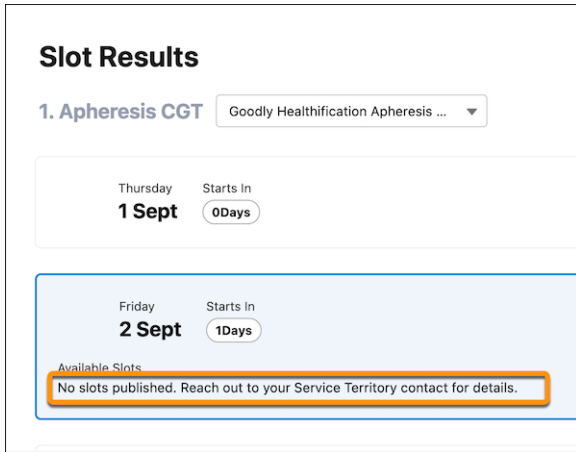 Slot Results
1. Apheresis CGT Goodly Healthification Apheresis ...
Thursday Starts In
1 Sept 0Days
Friday Starts In
2 Sept 1Days
Available Slots
No slots published. Reach out to your Service Territory contact for details.